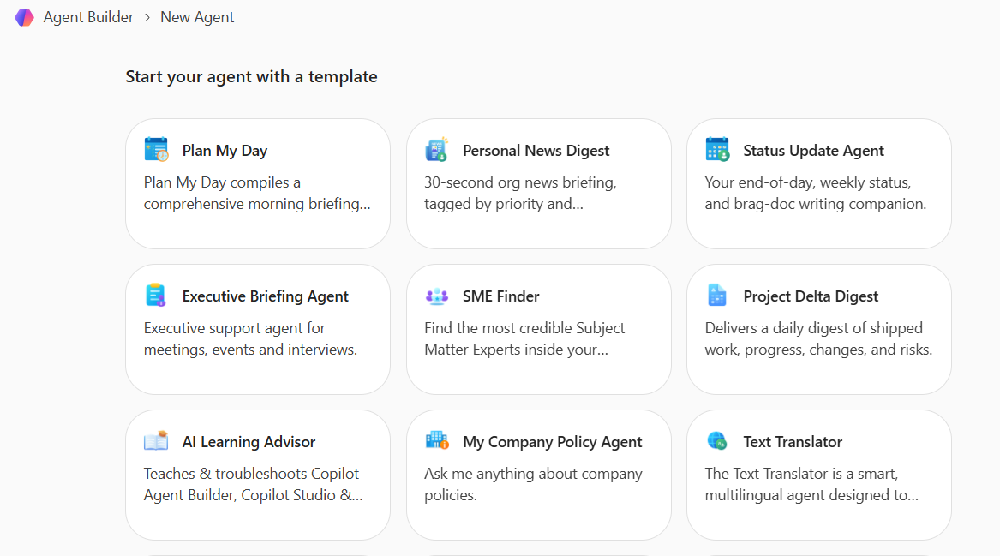 Agent Builder > New Agent
Start your agent with a template
Plan My Day
Plan My Day compiles a
comprehensive morning briefing...
Personal News Digest
30-second org news briefing,
tagged by priority and...
Status Update Agent
Your end-of-day, weekly status,
and brag-doc writing companion.
Executive Briefing Agent
Executive support agent for
meetings, events and interviews.
SME Finder
Find the most credible Subject
Matter Experts inside your...
Project Delta Digest
Delivers a daily digest of shipped
work, progress, changes, and risks.
AI Learning Advisor
Teaches & troubleshoots Copilot
Agent Builder, Copilot Studio &...
My Company Policy Agent
Ask me anything about company
policies.
Text Translator
The Text Translator is a smart,
multilingual agent designed to...